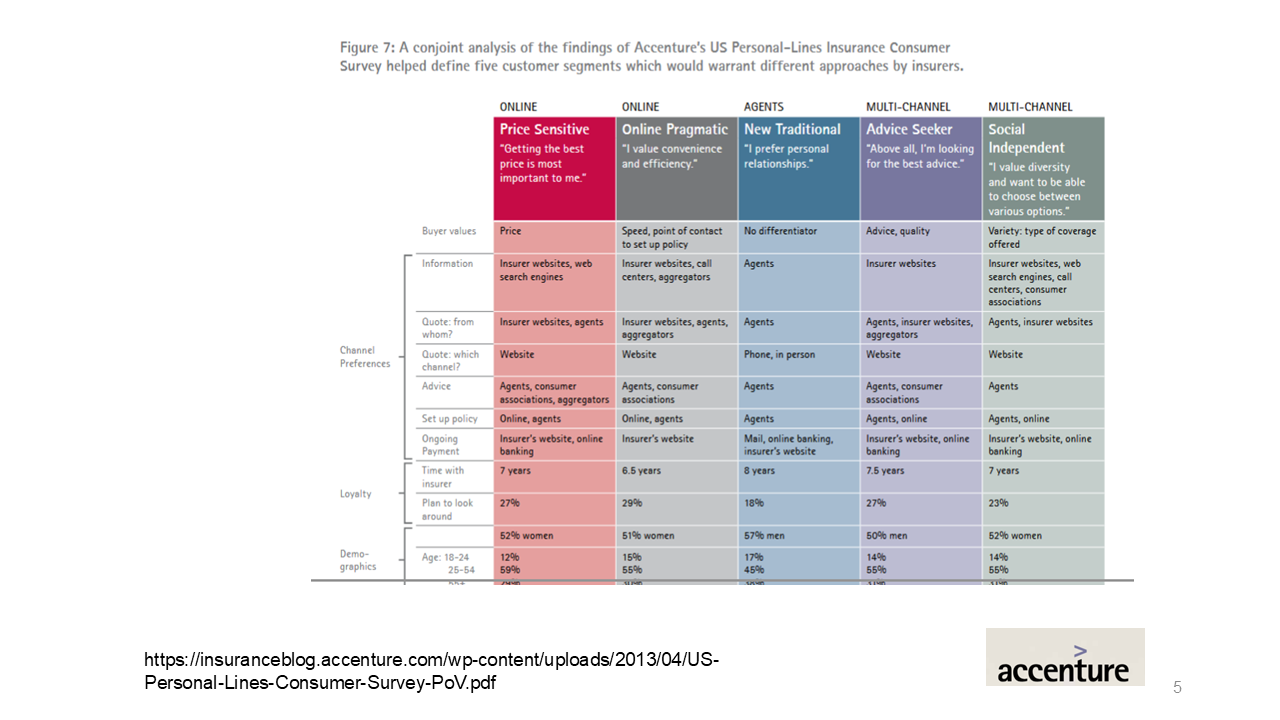 Figure 7: A conjoint analysis of the findings of Accenture's US Personal-Lines Insurance Consumer
Survey helped define five customer segments which would warrant different approaches by insurers.
ONLINE ONLINE AGENTS MULTI-CHANNEL MULTI-CHANNEL
Price Sensitive
"Getting the best
price is most
important to me."
Online Pragmatic
"I value convenience
and efficiency."
New Traditional
"I prefer personal
relationships."
Advice Seeker
"Above all, I'm looking
for the best advice."
Social
Independent
"I value diversity
and want to be able
to choose between
various options."
Buyer values
Price
Speed, point of contact
to set up policy
No differentiator
Advice, quality
Variety: type of coverage
offered
Channel
Preferences
Information
Insurer websites, web
search engines
Insurer websites, call
centers, aggregators
Agents
Insurer websites
Insurer websites, web
search engines, call
centers, consumer
associations
Quote: from
whom?
Insurer websites, agents
Insurer websites, agents,
aggregators
Agents
Agents, insurer websites,
aggregators
Agents, insurer websites
Quote: which
channel?
Website
Website
Phone, in person
Website
Website
Advice
Agents, consumer
associations, aggregators
Agents, consumer
associations
Agents
Agents, consumer
associations
Agents
Set up policy
Online, agents
Online, agents
Agents
Agents, online
Agents, online
Ongoing
Payment
Insurer's website, online
banking
Insurer's website
Mail, online banking,
insurer's website
Insurer's website, online
banking
Insurer's website, online
banking
Loyalty
Time with
insurer
7 years
6.5 years
8 years
7.5 years
7 years
Plan to look
around
27%
29%
18%
27%
23%
Demo-
graphics
52% women
51% women
57% men
50% men
52% women
Age: 18-24
12%
15%
17%
14%
14%
25-54
59%
55%
45%
55%
55%
https://insuranceblog.accenture.com/wp-content/uploads/2013/04/US-
Personal-Lines-Consumer-Survey-PoV.pdf
>
accenture
5